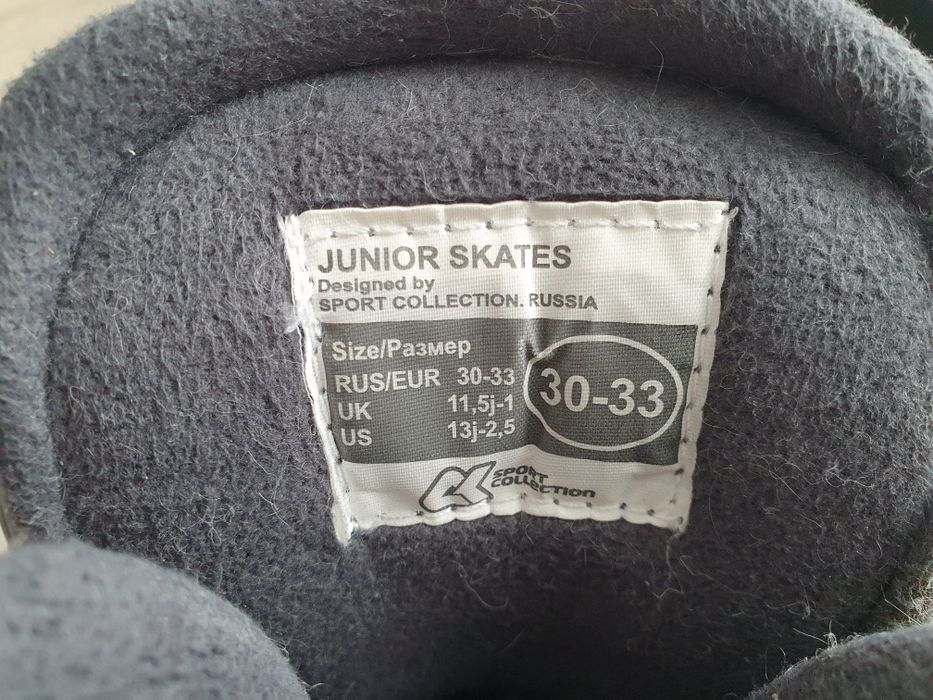 JUNIOR SKATES
Designed by
SPORT COLLECTION. RUSSIA
Size/Размер
RUS/EUR 30-33
UK 11,5j-1
US 13j-2,5
30-33
SPORT
COLLECTION